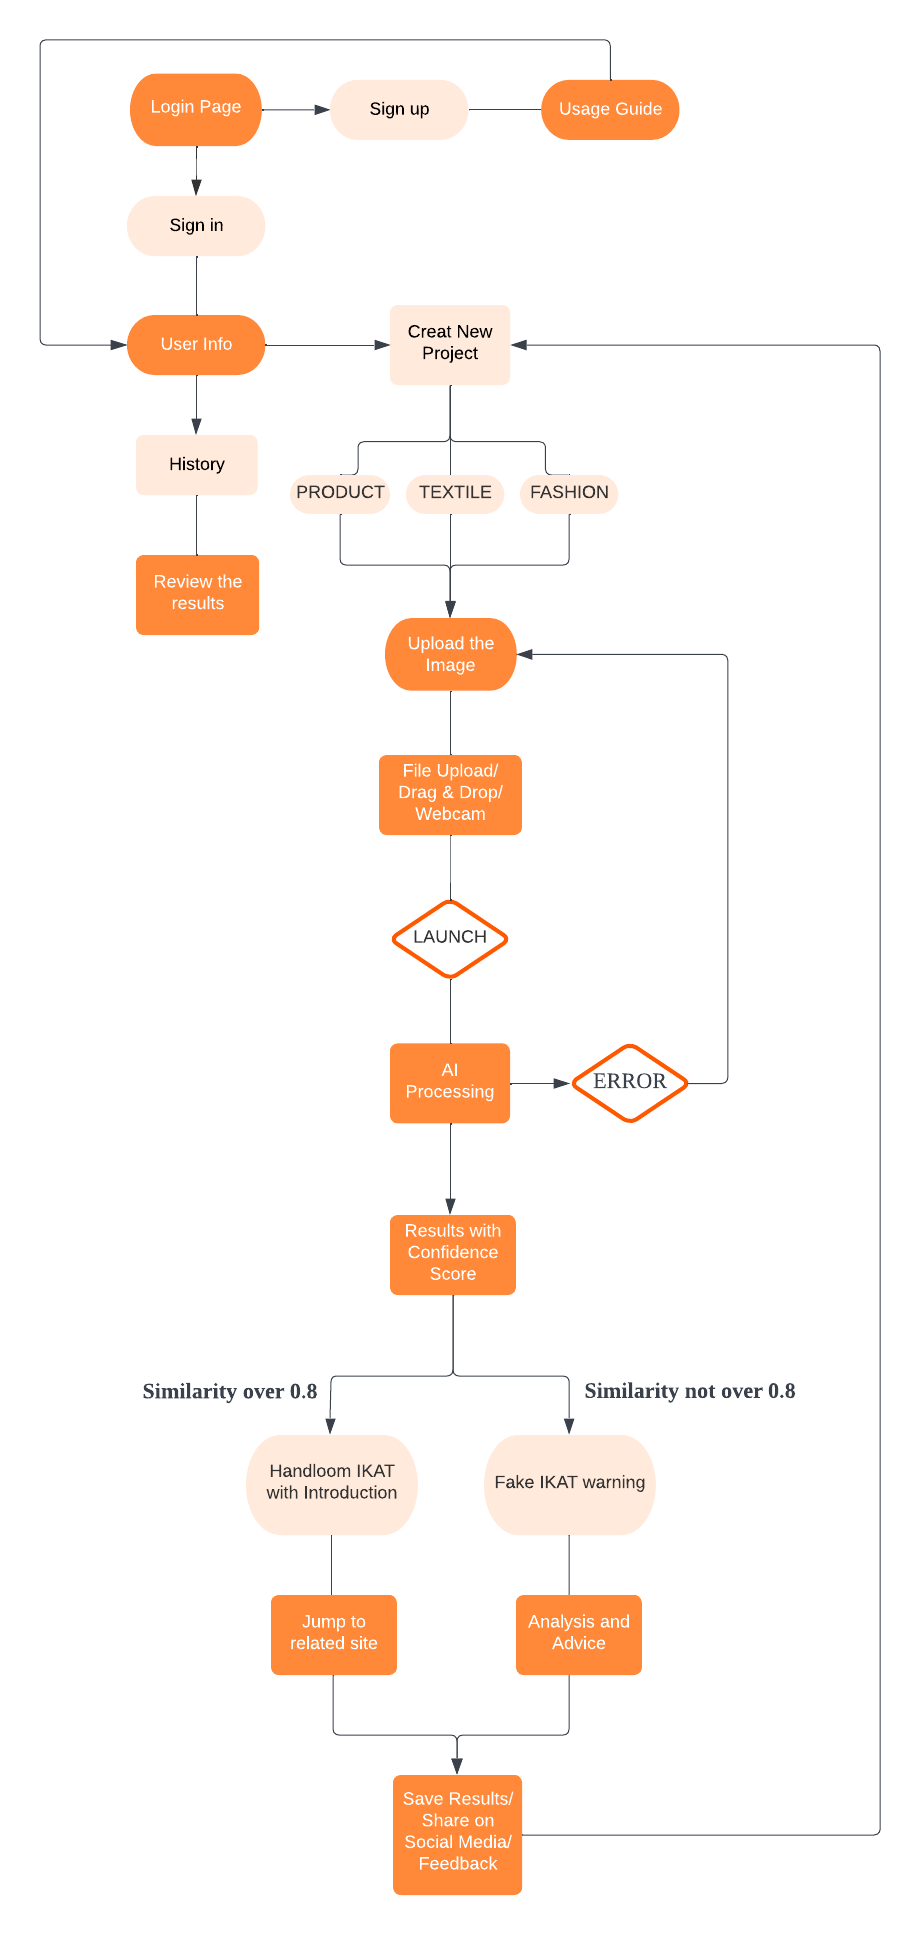 Login Page
Sign up
Usage Guide
Sign in
User Info
Creat New
Project
History
PRODUCT
TEXTILE
FASHION
Review the
results
Upload the
Image
File Upload/
Drag & Drop/
Webcam
LAUNCH
AI
Processing
ERROR
Results with
Confidence
Score
Similarity over 0.8
Similarity not over 0.8
Handloom IKAT
with Introduction
Fake IKAT warning
Jump to
related site
Analysis and
Advice
Save Results/
Share on
Social Media/
Feedback